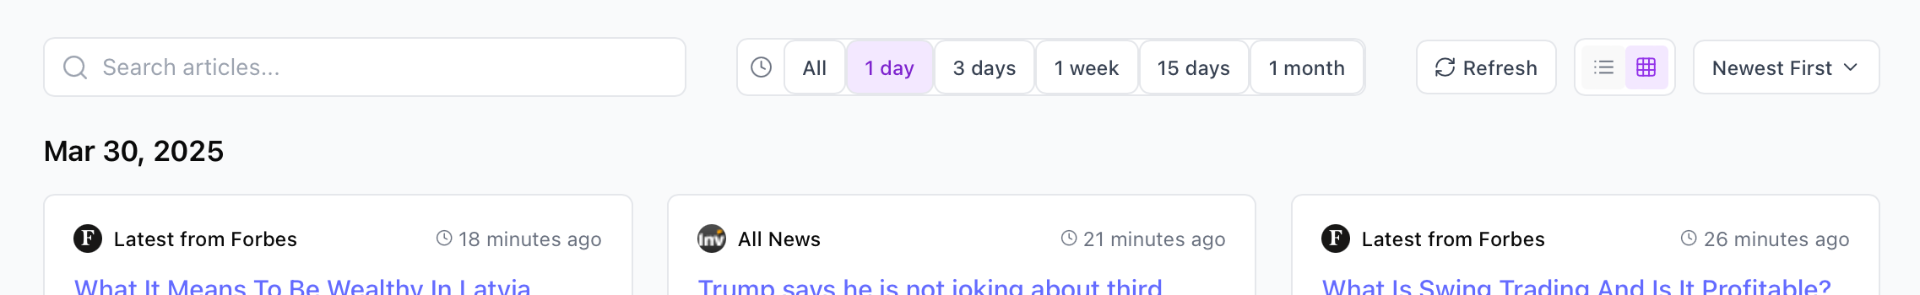 Search articles...
All 1 day 3 days 1 week 15 days 1 month
Refresh
Newest First
Mar 30, 2025
F Latest from Forbes 18 minutes ago
Inv All News 21 minutes ago
F Latest from Forbes 26 minutes ago
What It Means To Be Wealthy In Latvia
Trump says he is not joking about third
What Is Swing Trading And Is It Profitable?